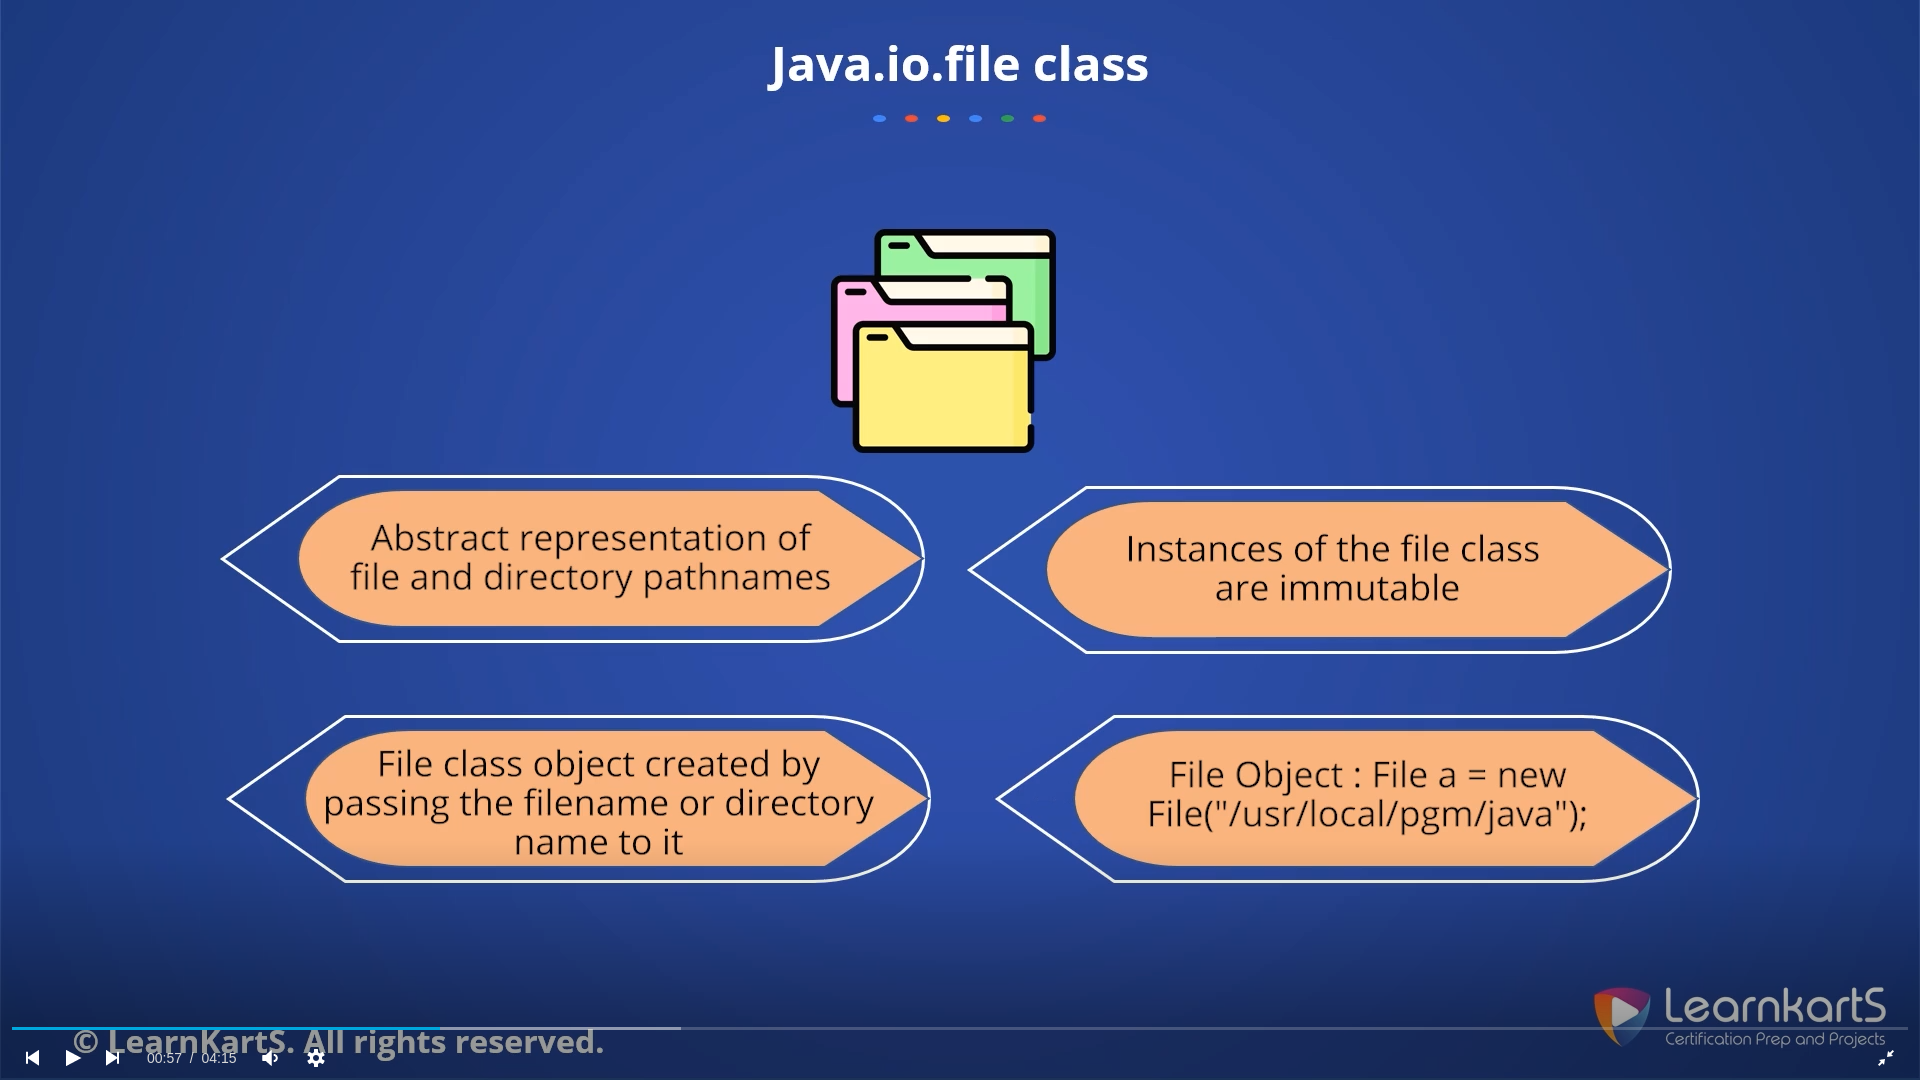 Java.io.file class
Abstract representation of
file and directory pathnames
Instances of the file class
are immutable
File class object created by
passing the filename or directory
name to it
File Object : File a = new
File("/usr/local/pgm/java");
LearnkartS
Certification Prep and Projects
© LearnKartS. All rights reserved.
00:57 / 04:15